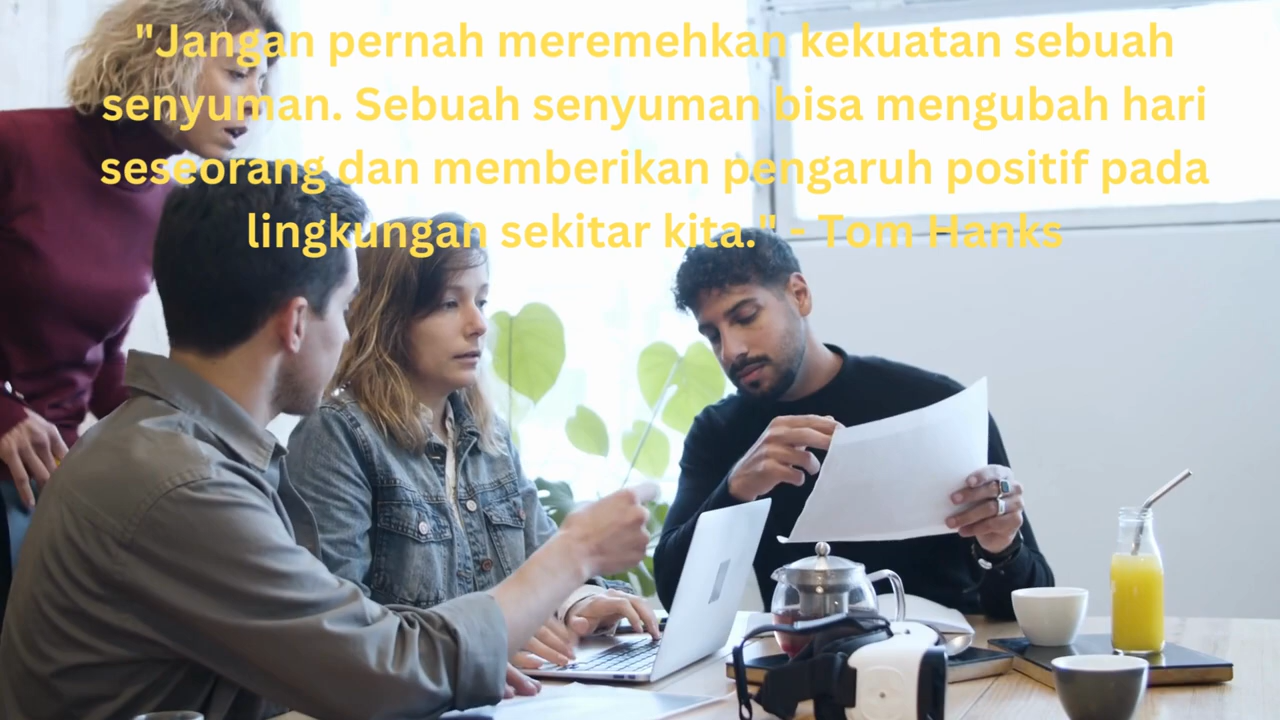 "Jangan pernah meremehkan kekuatan sebuah
senyuman. Sebuah senyuman bisa mengubah hari
seseorang dan memberikan pengaruh positif pada
lingkungan sekitar kita." - Tom Hanks